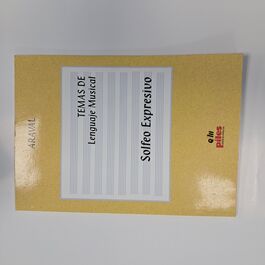 ARAVAL
TEMAS DE
Lenguaje Musical
Solfeo Expresivo
piles